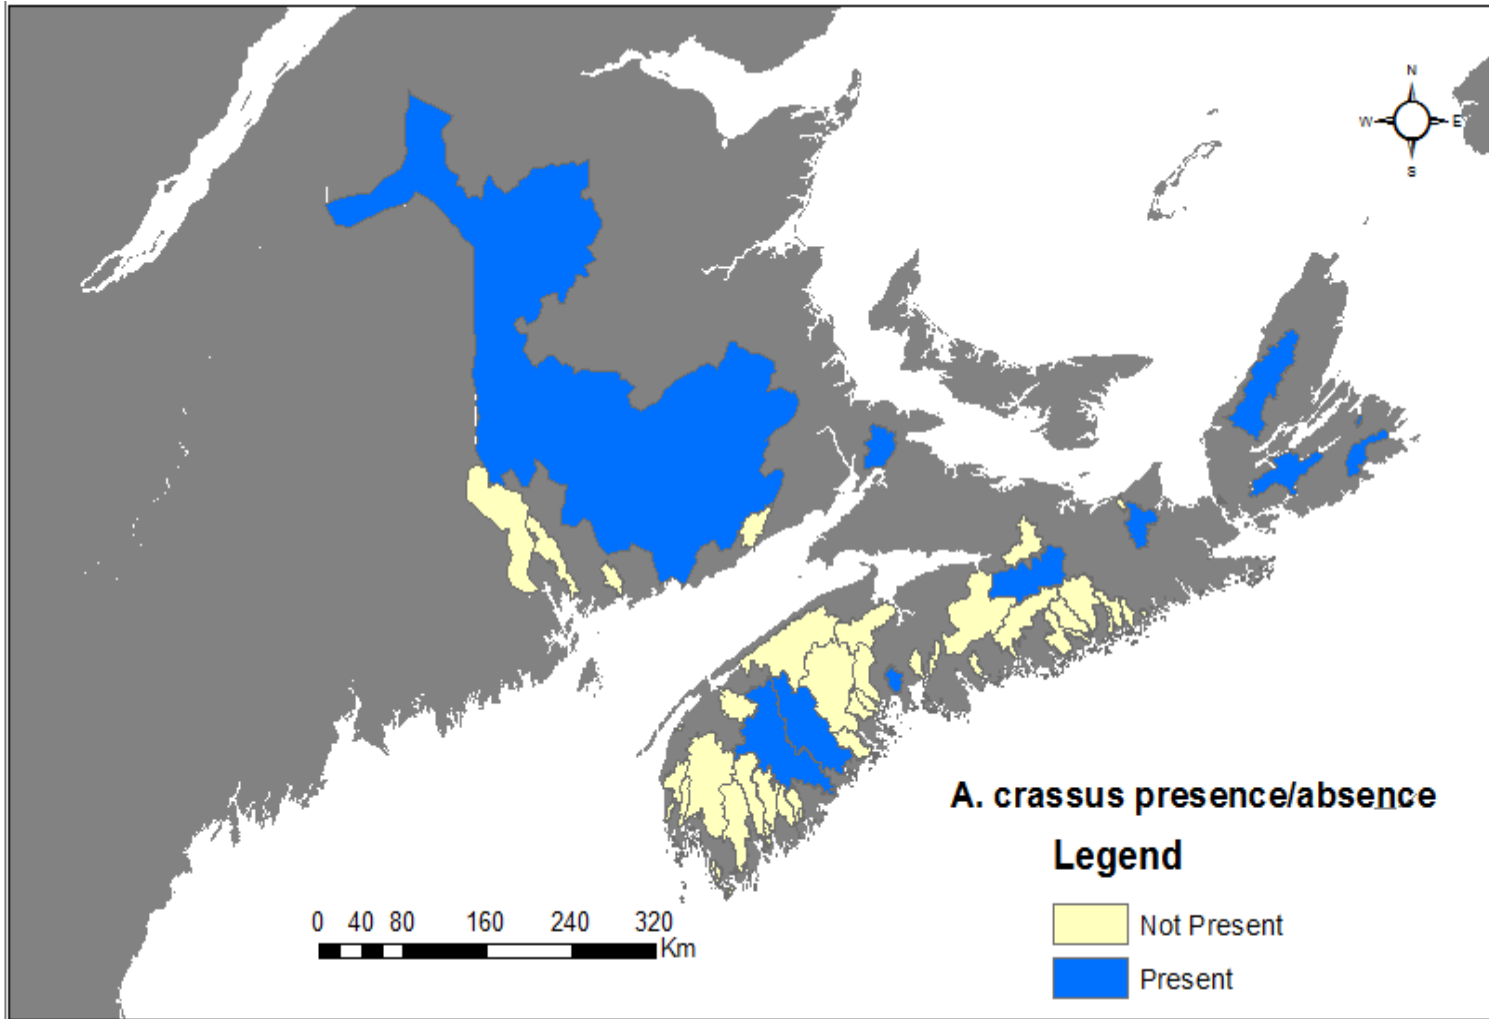 N
W E
S
A. crassus presence/absence
Legend
Not Present
Present
0 40 80 160 240 320
Km